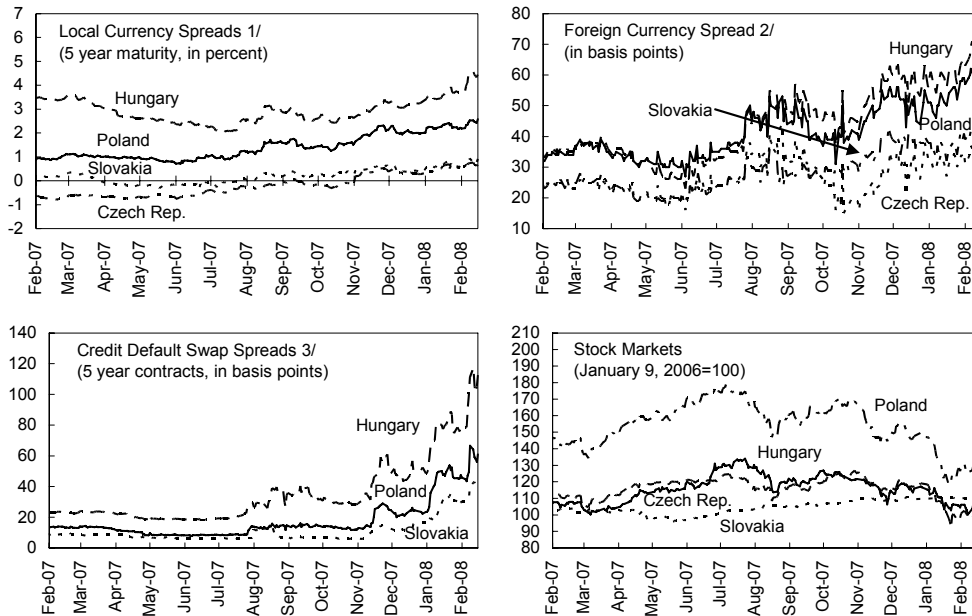 Local Currency Spreads 1/
(5 year maturity, in percent)
7
6
5
4
3
2
1
0
-1
-2
Hungary
Poland
Slovakia
Czech Rep.
Feb-07
Mar-07
Apr-07
May-07
Jun-07
Jul-07
Aug-07
Sep-07
Oct-07
Nov-07
Dec-07
Jan-08
Feb-08
Foreign Currency Spread 2/
(in basis points)
80
70
60
50
40
30
20
10
Hungary
Slovakia
Poland
Czech Rep.
Feb-07
Mar-07
Apr-07
May-07
Jun-07
Jul-07
Aug-07
Sep-07
Oct-07
Nov-07
Dec-07
Jan-08
Feb-08
Credit Default Swap Spreads 3/
(5 year contracts, in basis points)
140
120
100
80
60
40
20
0
Hungary
Poland
Slovakia
Feb-07
Mar-07
Apr-07
May-07
Jun-07
Jul-07
Aug-07
Sep-07
Oct-07
Nov-07
Dec-07
Jan-08
Feb-08
Stock Markets
(January 9, 2006=100)
210
200
190
180
170
160
150
140
130
120
110
100
90
80
Poland
Hungary
Czech Rep.
Slovakia
Feb-07
Mar-07
Apr-07
May-07
Jun-07
Jul-07
Aug-07
Sep-07
Oct-07
Nov-07
Dec-07
Jan-08
Feb-08